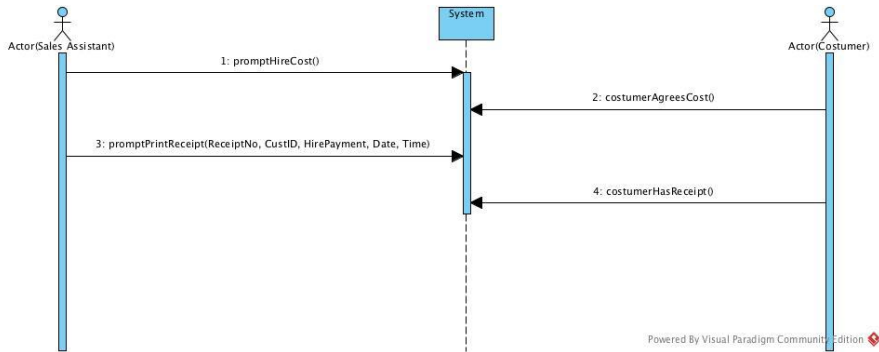 System
Actor(Sales Assistant)
Actor(Costumer)
1: promptHireCost()
2: costumerAgreesCost()
3: promptPrintReceipt(ReceiptNo, CustID, HirePayment, Date, Time)
4: costumerHasReceipt()
Powered By Visual Paradigm Community Edition